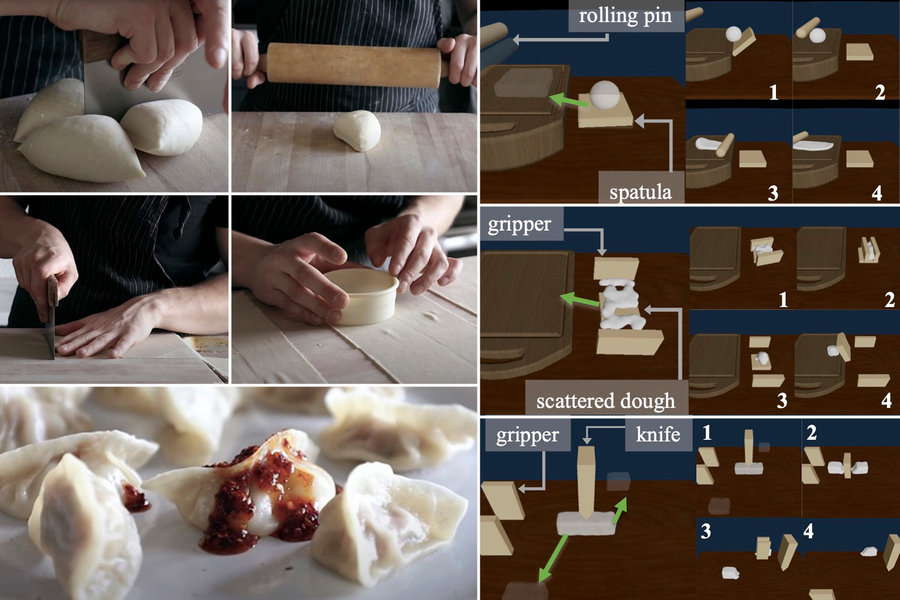 rolling pin
spatula
1
2
3
4
gripper
scattered dough
1
2
3
4
gripper
knife
1
2
3
4